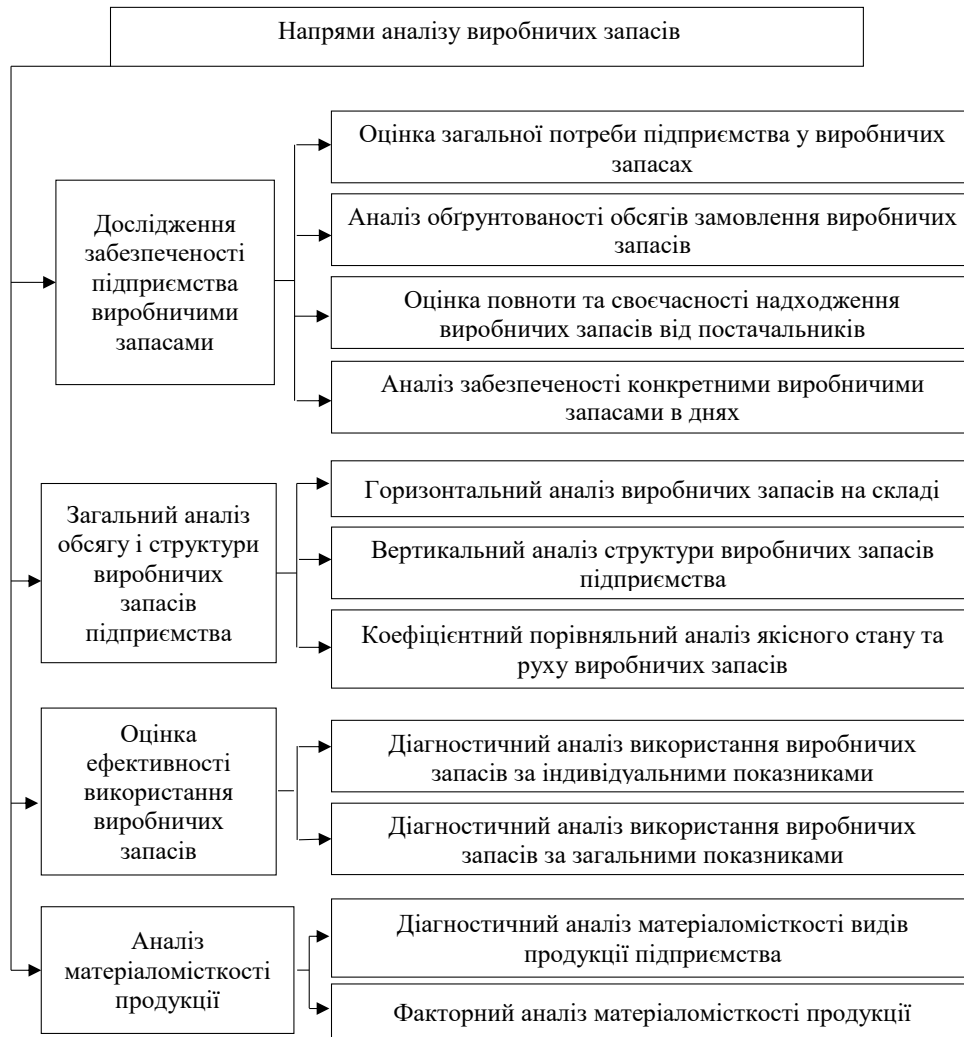 Напрями аналізу виробничих запасів
Дослідження
забезпеченості
підприємства
виробничими
запасами
Оцінка загальної потреби підприємства у виробничих
запасах
Аналіз обґрунтованості обсягів замовлення виробничих
запасів
Оцінка повноти та своєчасності надходження
виробничих запасів від постачальників
Аналіз забезпеченості конкретними виробничими
запасами в днях
Загальний аналіз
обсягу і структури
виробничих
запасів
підприємства
Горизонтальний аналіз виробничих запасів на складі
Вертикальний аналіз структури виробничих запасів
підприємства
Коефіцієнтний порівняльний аналіз якісного стану та
руху виробничих запасів
Оцінка
ефективності
використання
виробничих
запасів
Діагностичний аналіз використання виробничих
запасів за індивідуальними показниками
Діагностичний аналіз використання виробничих
запасів за загальними показниками
Аналіз
матеріаломісткості
продукції
Діагностичний аналіз матеріаломісткості видів
продукції підприємства
Факторний аналіз матеріаломісткості продукції